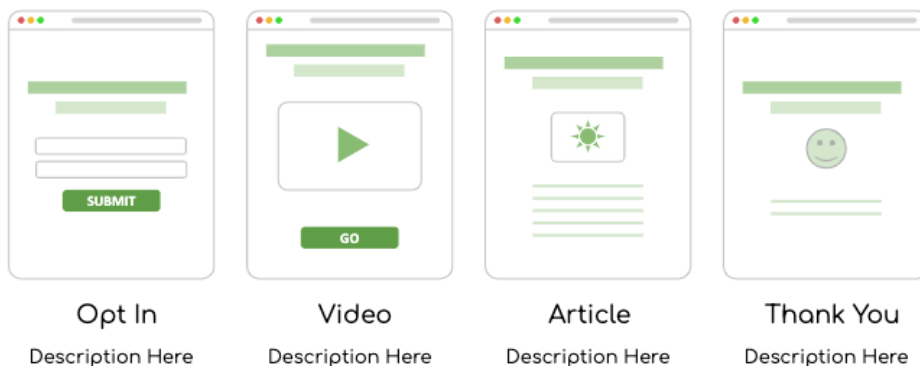 SUBMIT
GO
Opt In
Video
Article
Thank You
Description Here
Description Here
Description Here
Description Here